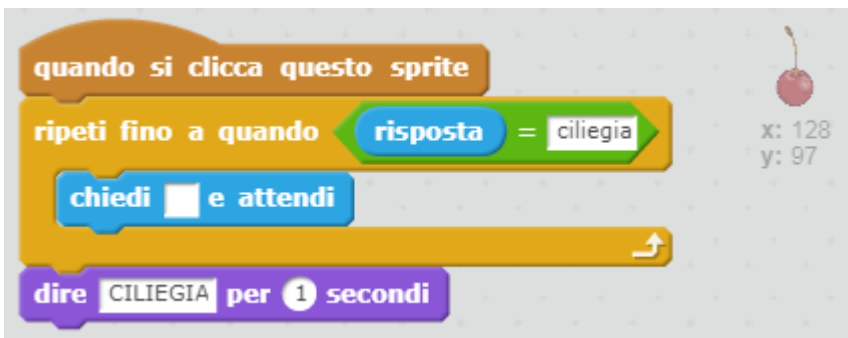 quando si clicca questo sprite
ripeti fino a quando risposta = ciliegia
x: 128
y: 97
chiedi e attendi
dire CILIEGIA per 1 secondi